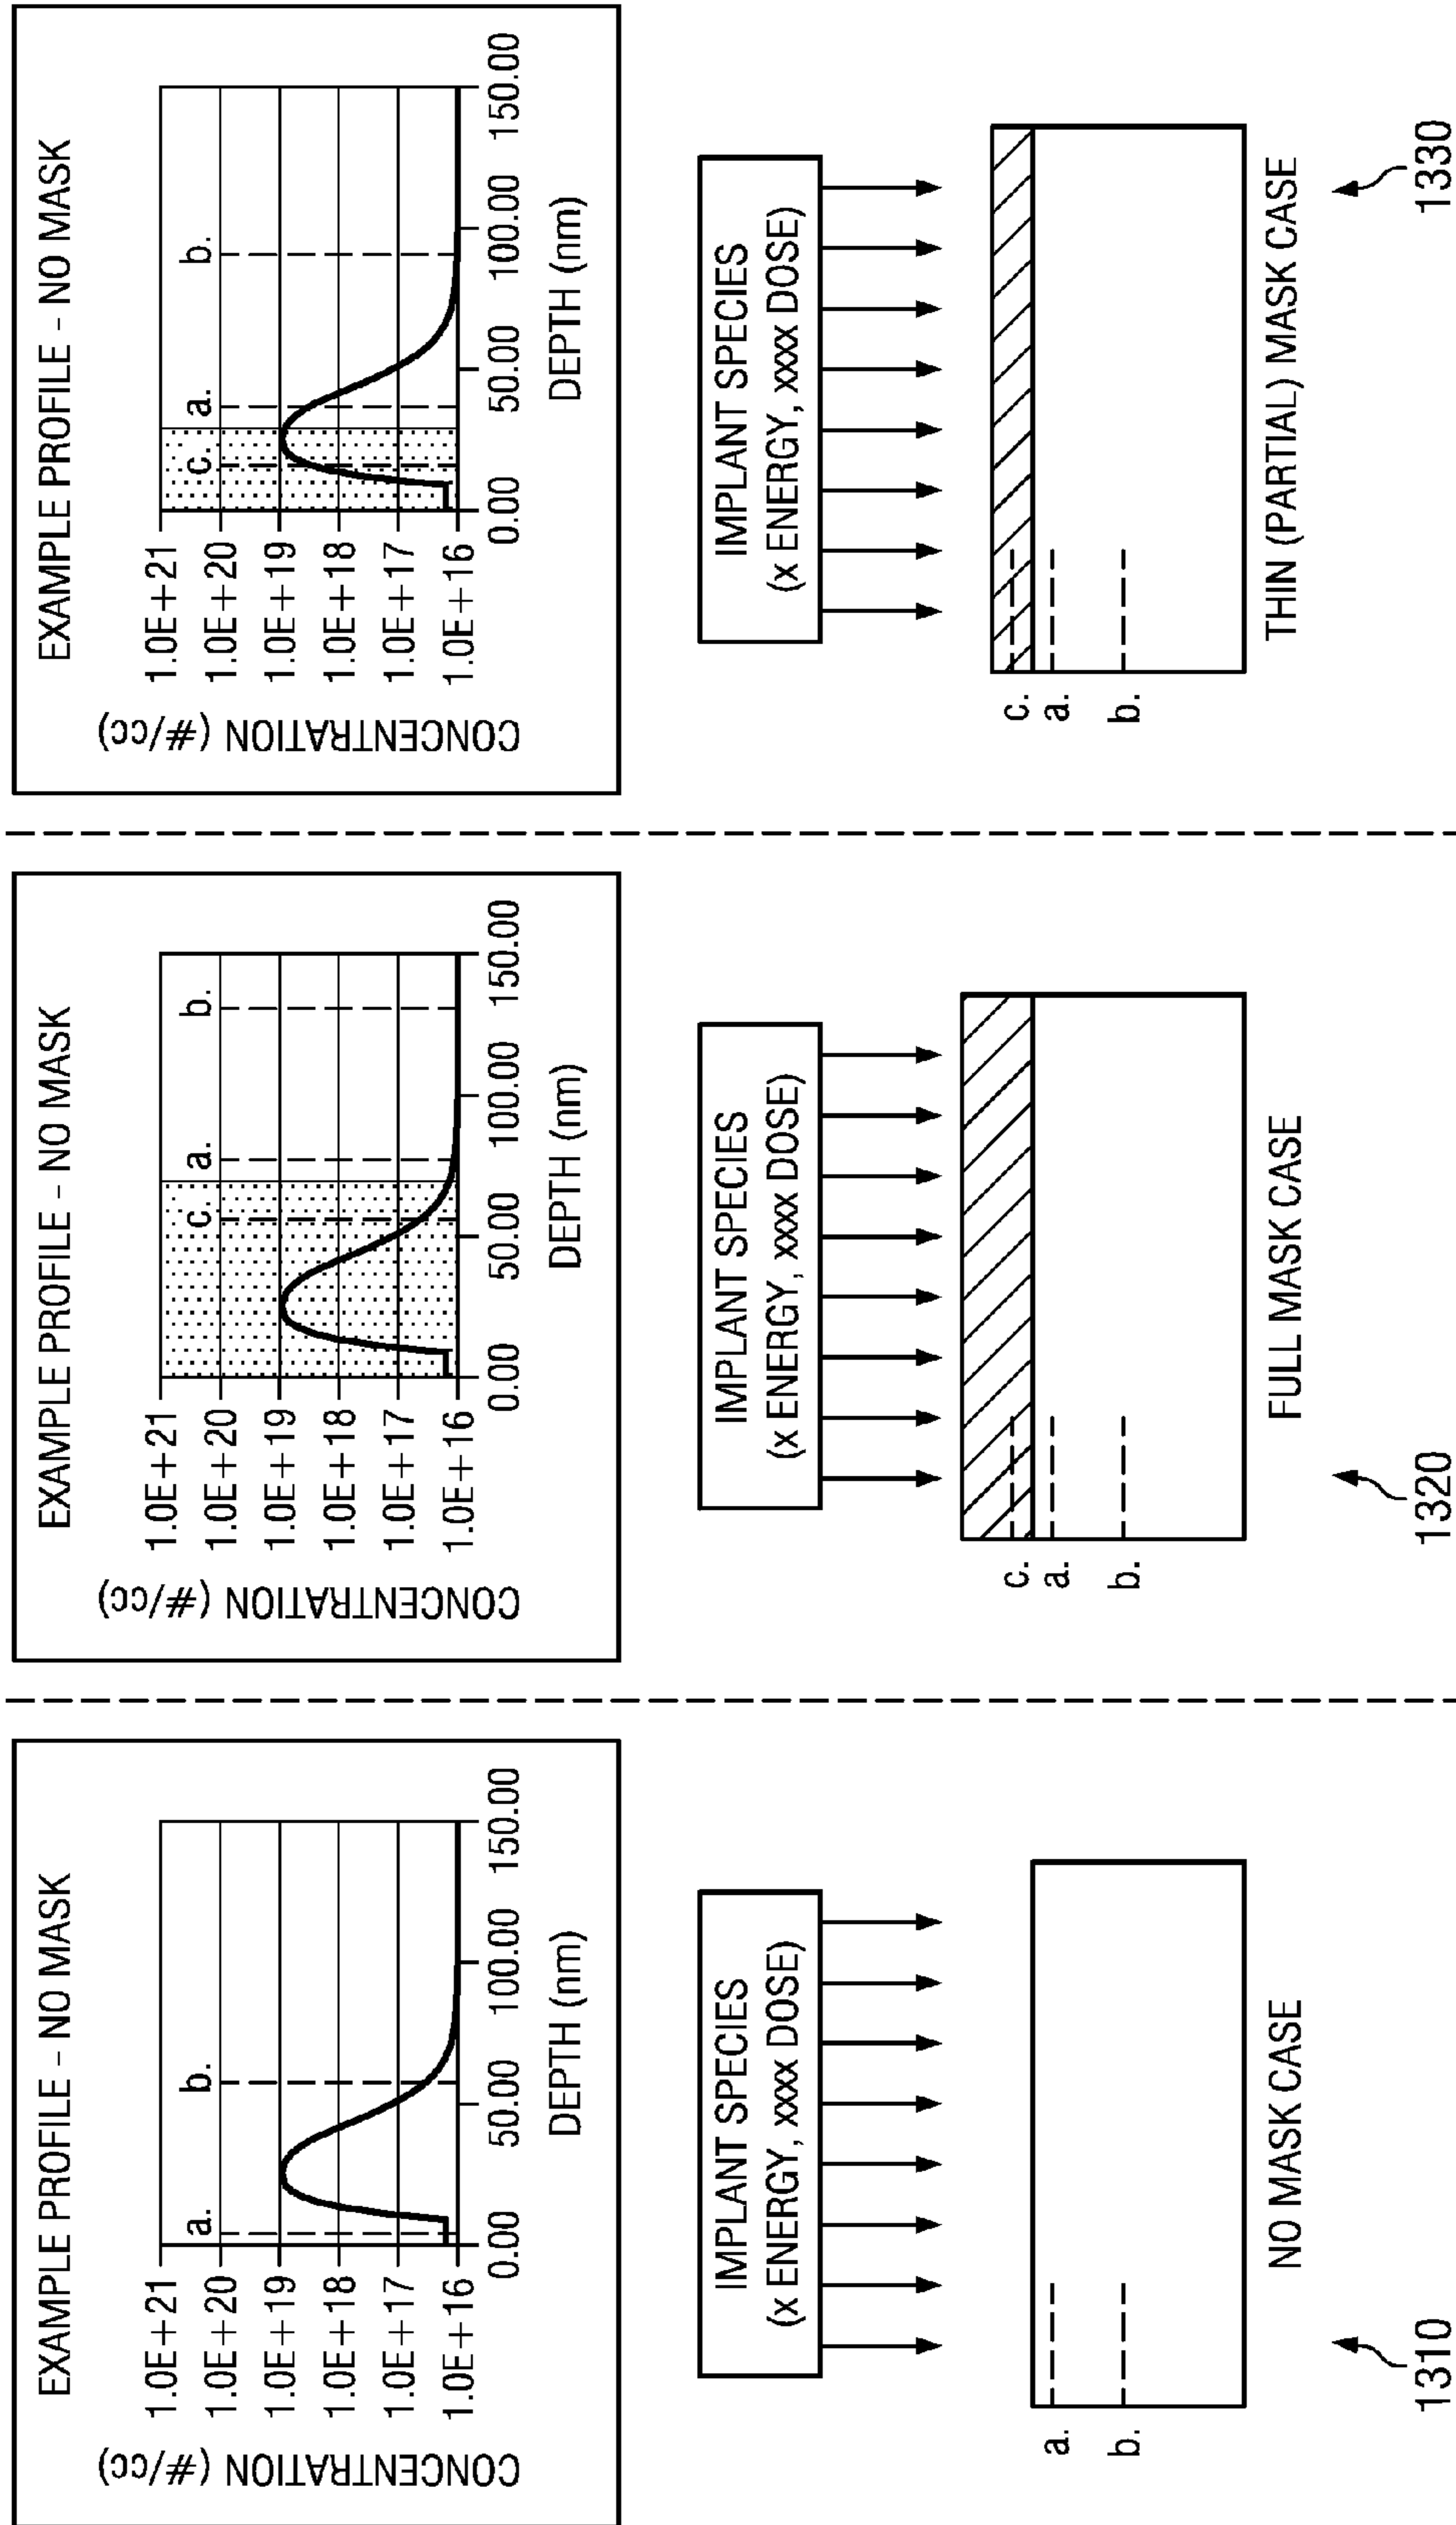 EXAMPLE PROFILE - NO MASK
CONCENTRATION (#/cc)
1.0E+21
1.0E+20
1.0E+19
1.0E+18
1.0E+17
1.0E+16
a.
b.
0.00
50.00
100.00
150.00
DEPTH (nm)
IMPLANT SPECIES
(x ENERGY, xxxx DOSE)
a.
b.
NO MASK CASE
1310
EXAMPLE PROFILE - NO MASK
CONCENTRATION (#/cc)
1.0E+21
1.0E+20
1.0E+19
1.0E+18
1.0E+17
1.0E+16
c.
a.
b.
0.00
50.00
100.00
150.00
DEPTH (nm)
IMPLANT SPECIES
(x ENERGY, xxxx DOSE)
c.
a.
b.
FULL MASK CASE
1320
EXAMPLE PROFILE - NO MASK
CONCENTRATION (#/cc)
1.0E+21
1.0E+20
1.0E+19
1.0E+18
1.0E+17
1.0E+16
c.
a.
b.
0.00
50.00
100.00
150.00
DEPTH (nm)
IMPLANT SPECIES
(x ENERGY, xxxx DOSE)
c.
a.
b.
THIN (PARTIAL) MASK CASE
1330